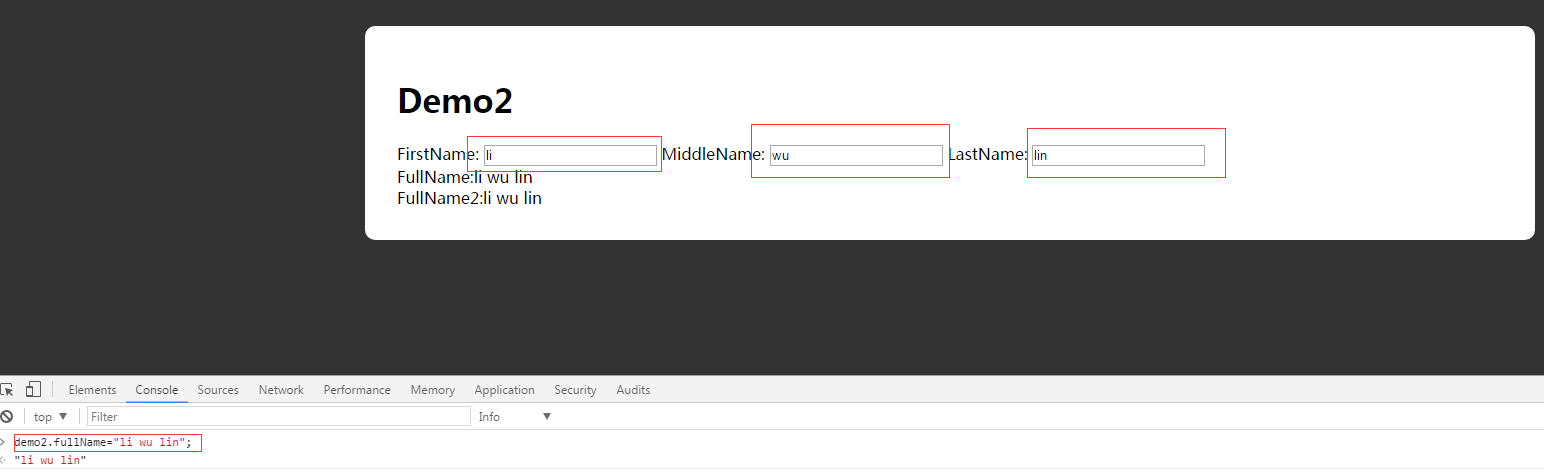 Demo2
FirstName: li MiddleName: wu LastName: lin
FullName:li wu lin
FullName2:li wu lin
Elements Console Sources Network Performance Memory Application Security Audits
top Filter Info
demo2.fullName="li wu lin";
"li wu lin"